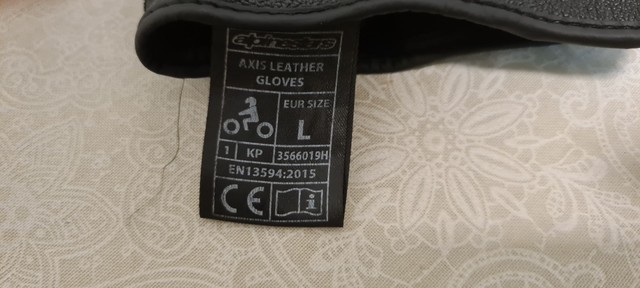 alpinestars
AXIS LEATHER
GLOVES
EUR SIZE
L
1 KP 3566019H
EN13594:2015
CE i